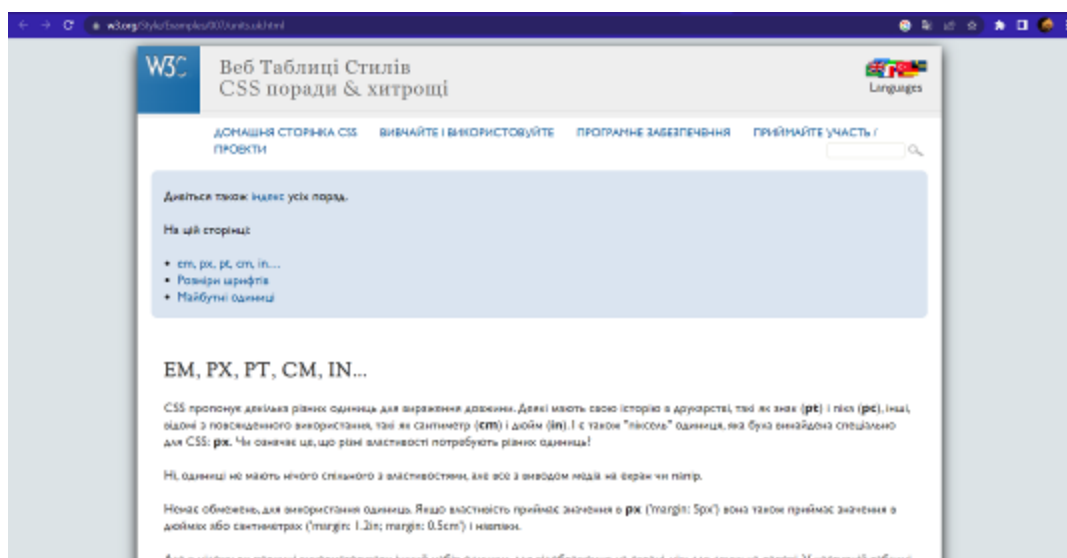 w3.org/Style/Examples/007/units.uk.html
W3C
Веб Таблиці Стилів
CSS поради & хитрощі
Languages
ДОМАШНЯ СТОРІНКА CSS ВИВЧАЙТЕ І ВИКОРИСТОВУЙТЕ ПРОГРАМНЕ ЗАБЕЗПЕЧЕННЯ ПРИЙМАЙТЕ УЧАСТЬ /
ПРОЕКТИ
Дивіться також індекс усіх порад.
На цій сторінці:
• em, px, pt, cm, in…
• Розміри шрифтів
• Майбутні одиниці
EM, PX, PT, CM, IN…
CSS пропонує декілька різних одиниць для вираження довжини. Деякі мають свою історію в друкарстві, такі як знак (pt) і піка (pc), інші,
відомі з повсякденного використання, такі як сантиметр (cm) і дюйм (in). І є також "піксель" одиниця, яка була винайдена спеціально
для CSS: px. Чи означає це, що різні властивості потребують різних одиниць?
Ні, одиниці не мають нічого спільного з властивостями, але все з виводом медіа на екран чи папір.
Немає обмежень, для використання одиниць. Якщо властивість приймає значення в px ('margin: 5px') вона також приймає значення в
дюймах або сантиметрах ('margin: 1.2in; margin: 0.5cm') і навпаки.